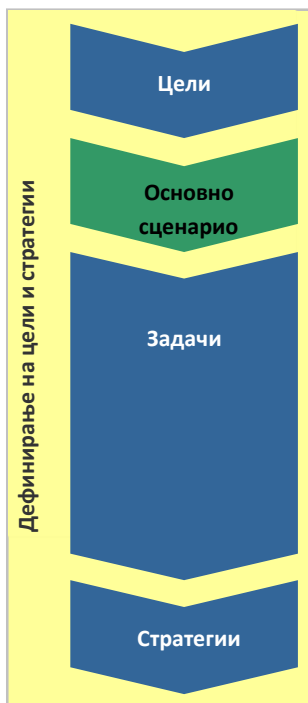 Дефинирање на цели и стратегии
Цели
Основно
сценарио
Задачи
Стратегии